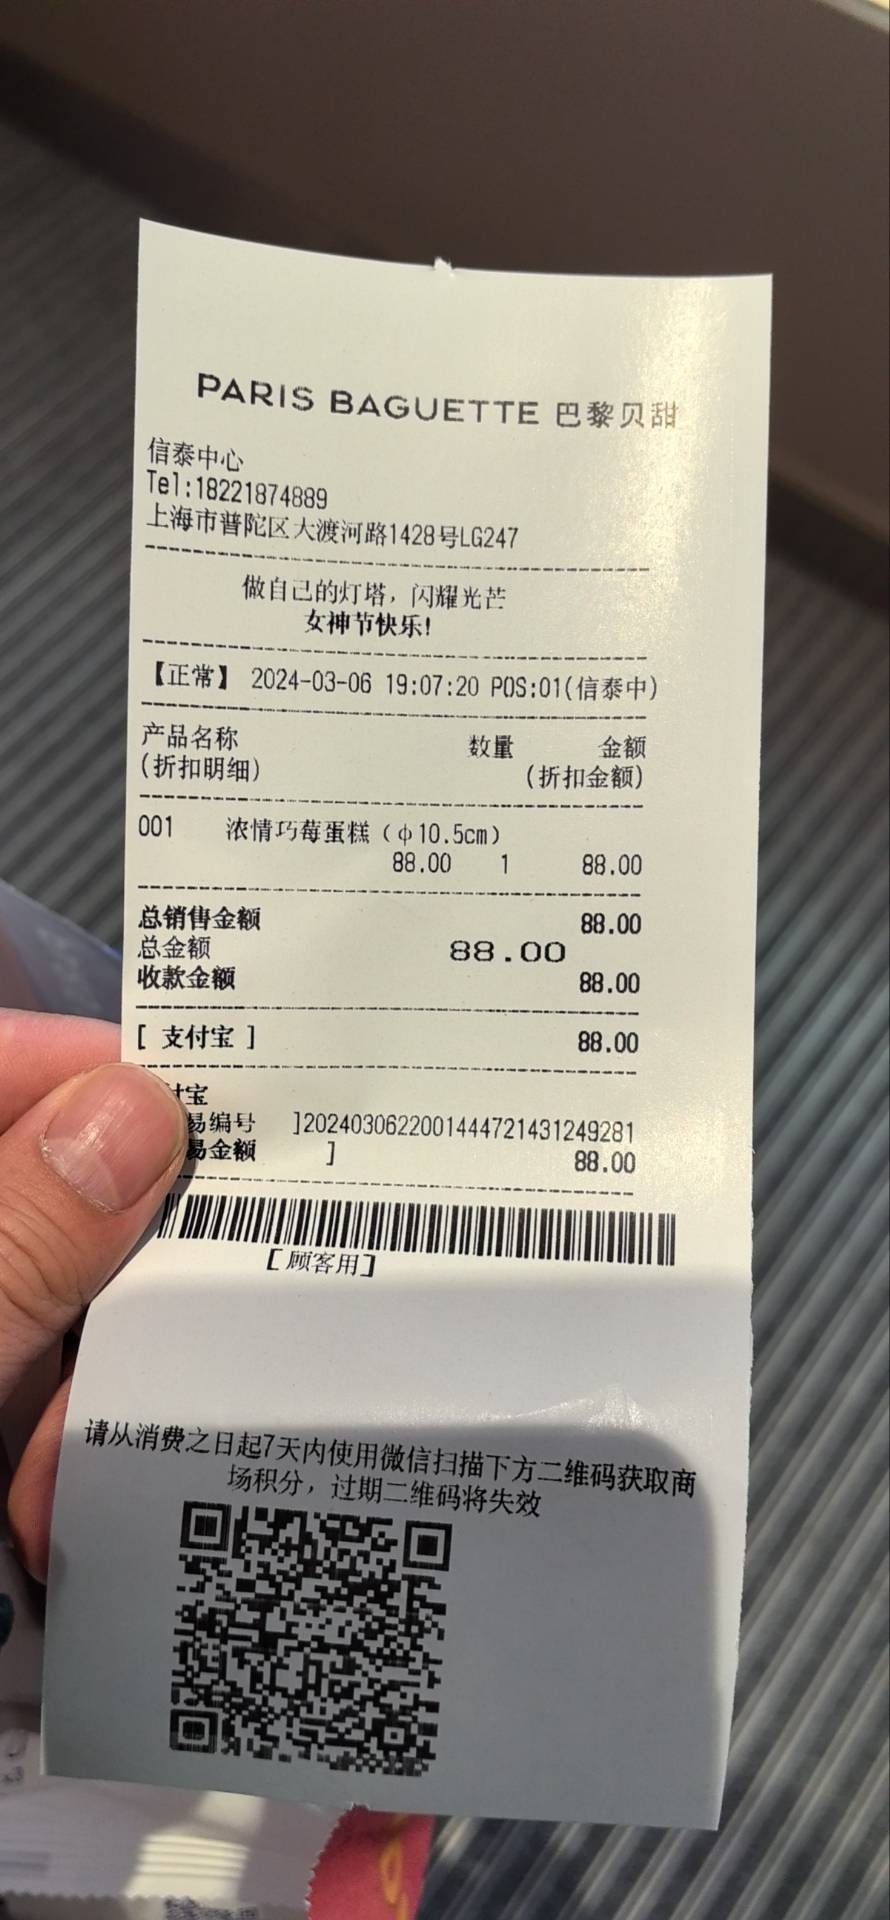 PARIS BAGUETTE 巴黎贝甜
信泰中心
Tel:18221874889
上海市普陀区大渡河路1428号LG247
做自己的灯塔，闪耀光芒
女神节快乐!
【正常】 2024-03-06 19:07:20 POS:01(信泰中)
产品名称 数量 金额
(折扣明细) (折扣金额)
001 浓情巧莓蛋糕（φ10.5cm）
88.00 1 88.00
总销售金额 88.00
总金额 88.00
收款金额 88.00
[ 支付宝 ] 88.00
付宝
易编号 ]2024030622001444721431249281
易金额 ] 88.00
[顾客用]
请从消费之日起7天内使用微信扫描下方二维码获取商
场积分，过期二维码将失效